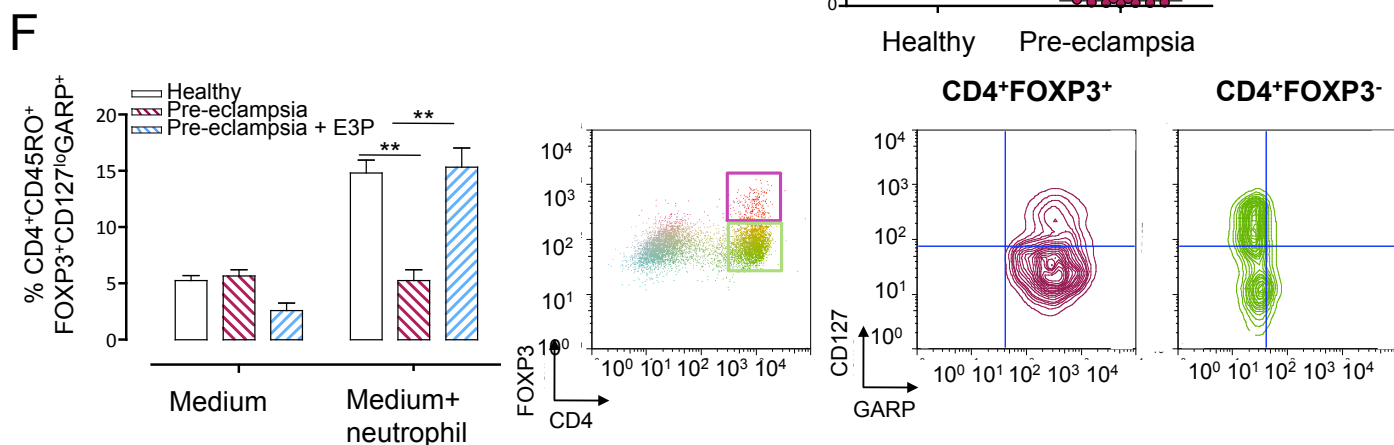 0
Healthy Pre-eclampsia
F
Healthy
Pre-eclampsia
Pre-eclampsia + E3P
% CD4⁺CD45RO⁺
FOXP3⁺CD127ˡᵒGARP⁺
20
15
10
5
0
**
**
Medium
Medium+
neutrophil
10⁴
10³
10²
10¹
10⁰
FOXP3
CD4
10⁰ 10¹ 10² 10³ 10⁴
CD4⁺FOXP3⁺
10⁴
10³
10²
10¹
10⁰
CD127
GARP
10⁰ 10¹ 10² 10³ 10⁴
CD4⁺FOXP3⁻
10⁰ 10¹ 10² 10³ 10⁴